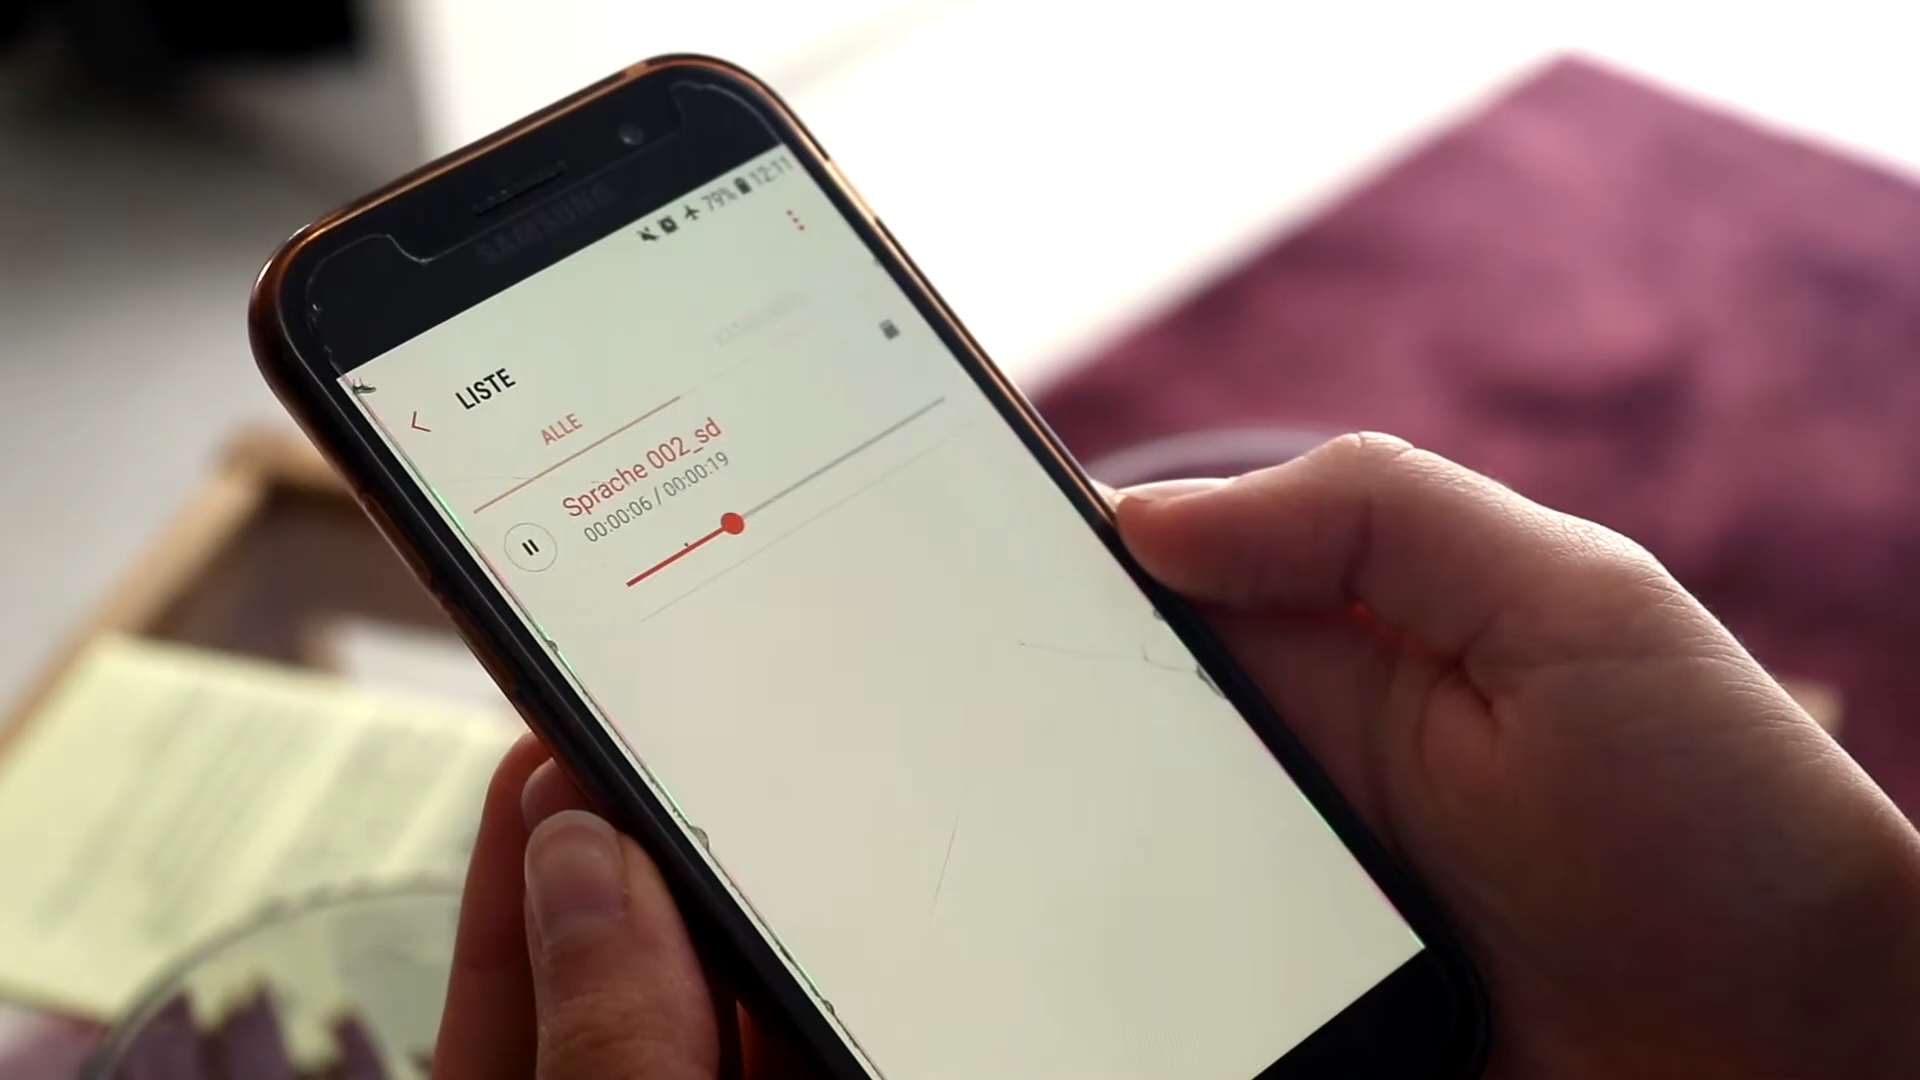 SAMSUNG
79% 12:11
LISTE
ALLE
Sprache 002_sd
00:00:06 / 00:00:19